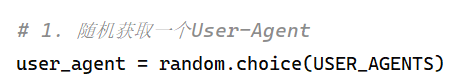 # 1. 随机获取一个User-Agent
user_agent = random.choice(USER_AGENTS)